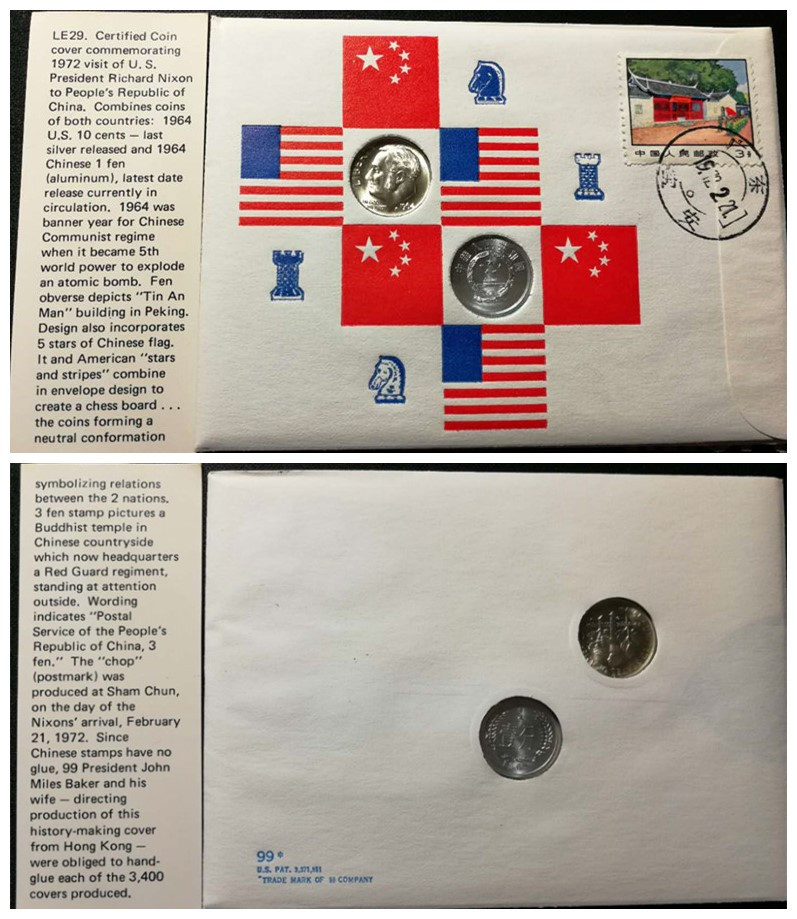 LE29. Certified Coin
cover commemorating
1972 visit of U. S.
President Richard Nixon
to People's Republic of
China. Combines coins
of both countries: 1964
U.S. 10 cents — last
silver released and 1964
Chinese 1 fen
(aluminum), latest date
release currently in
circulation. 1964 was
banner year for Chinese
Communist regime
when it became 5th
world power to explode
an atomic bomb. Fen
obverse depicts "Tin An
Man" building in Peking.
Design also incorporates
5 stars of Chinese flag.
It and American "stars
and stripes" combine
in envelope design to
create a chess board . . .
the coins forming a
neutral conformation
LIBERTY
1964
中国人民邮政 3分
symbolizing relations
between the 2 nations.
3 fen stamp pictures a
Buddhist temple in
Chinese countryside
which now headquarters
a Red Guard regiment,
standing at attention
outside. Wording
indicates "Postal
Service of the People's
Republic of China, 3
fen." The "chop"
(postmark) was
produced at Sham Chun,
on the day of the
Nixons' arrival, February
21, 1972. Since
Chinese stamps have no
glue, 99 President John
Miles Baker and his
wife — directing
production of this
history-making cover
from Hong Kong —
were obliged to hand-
glue each of the 3,400
covers produced.
99*
U.S. PAT.
*TRADE MARK OF 99 COMPANY